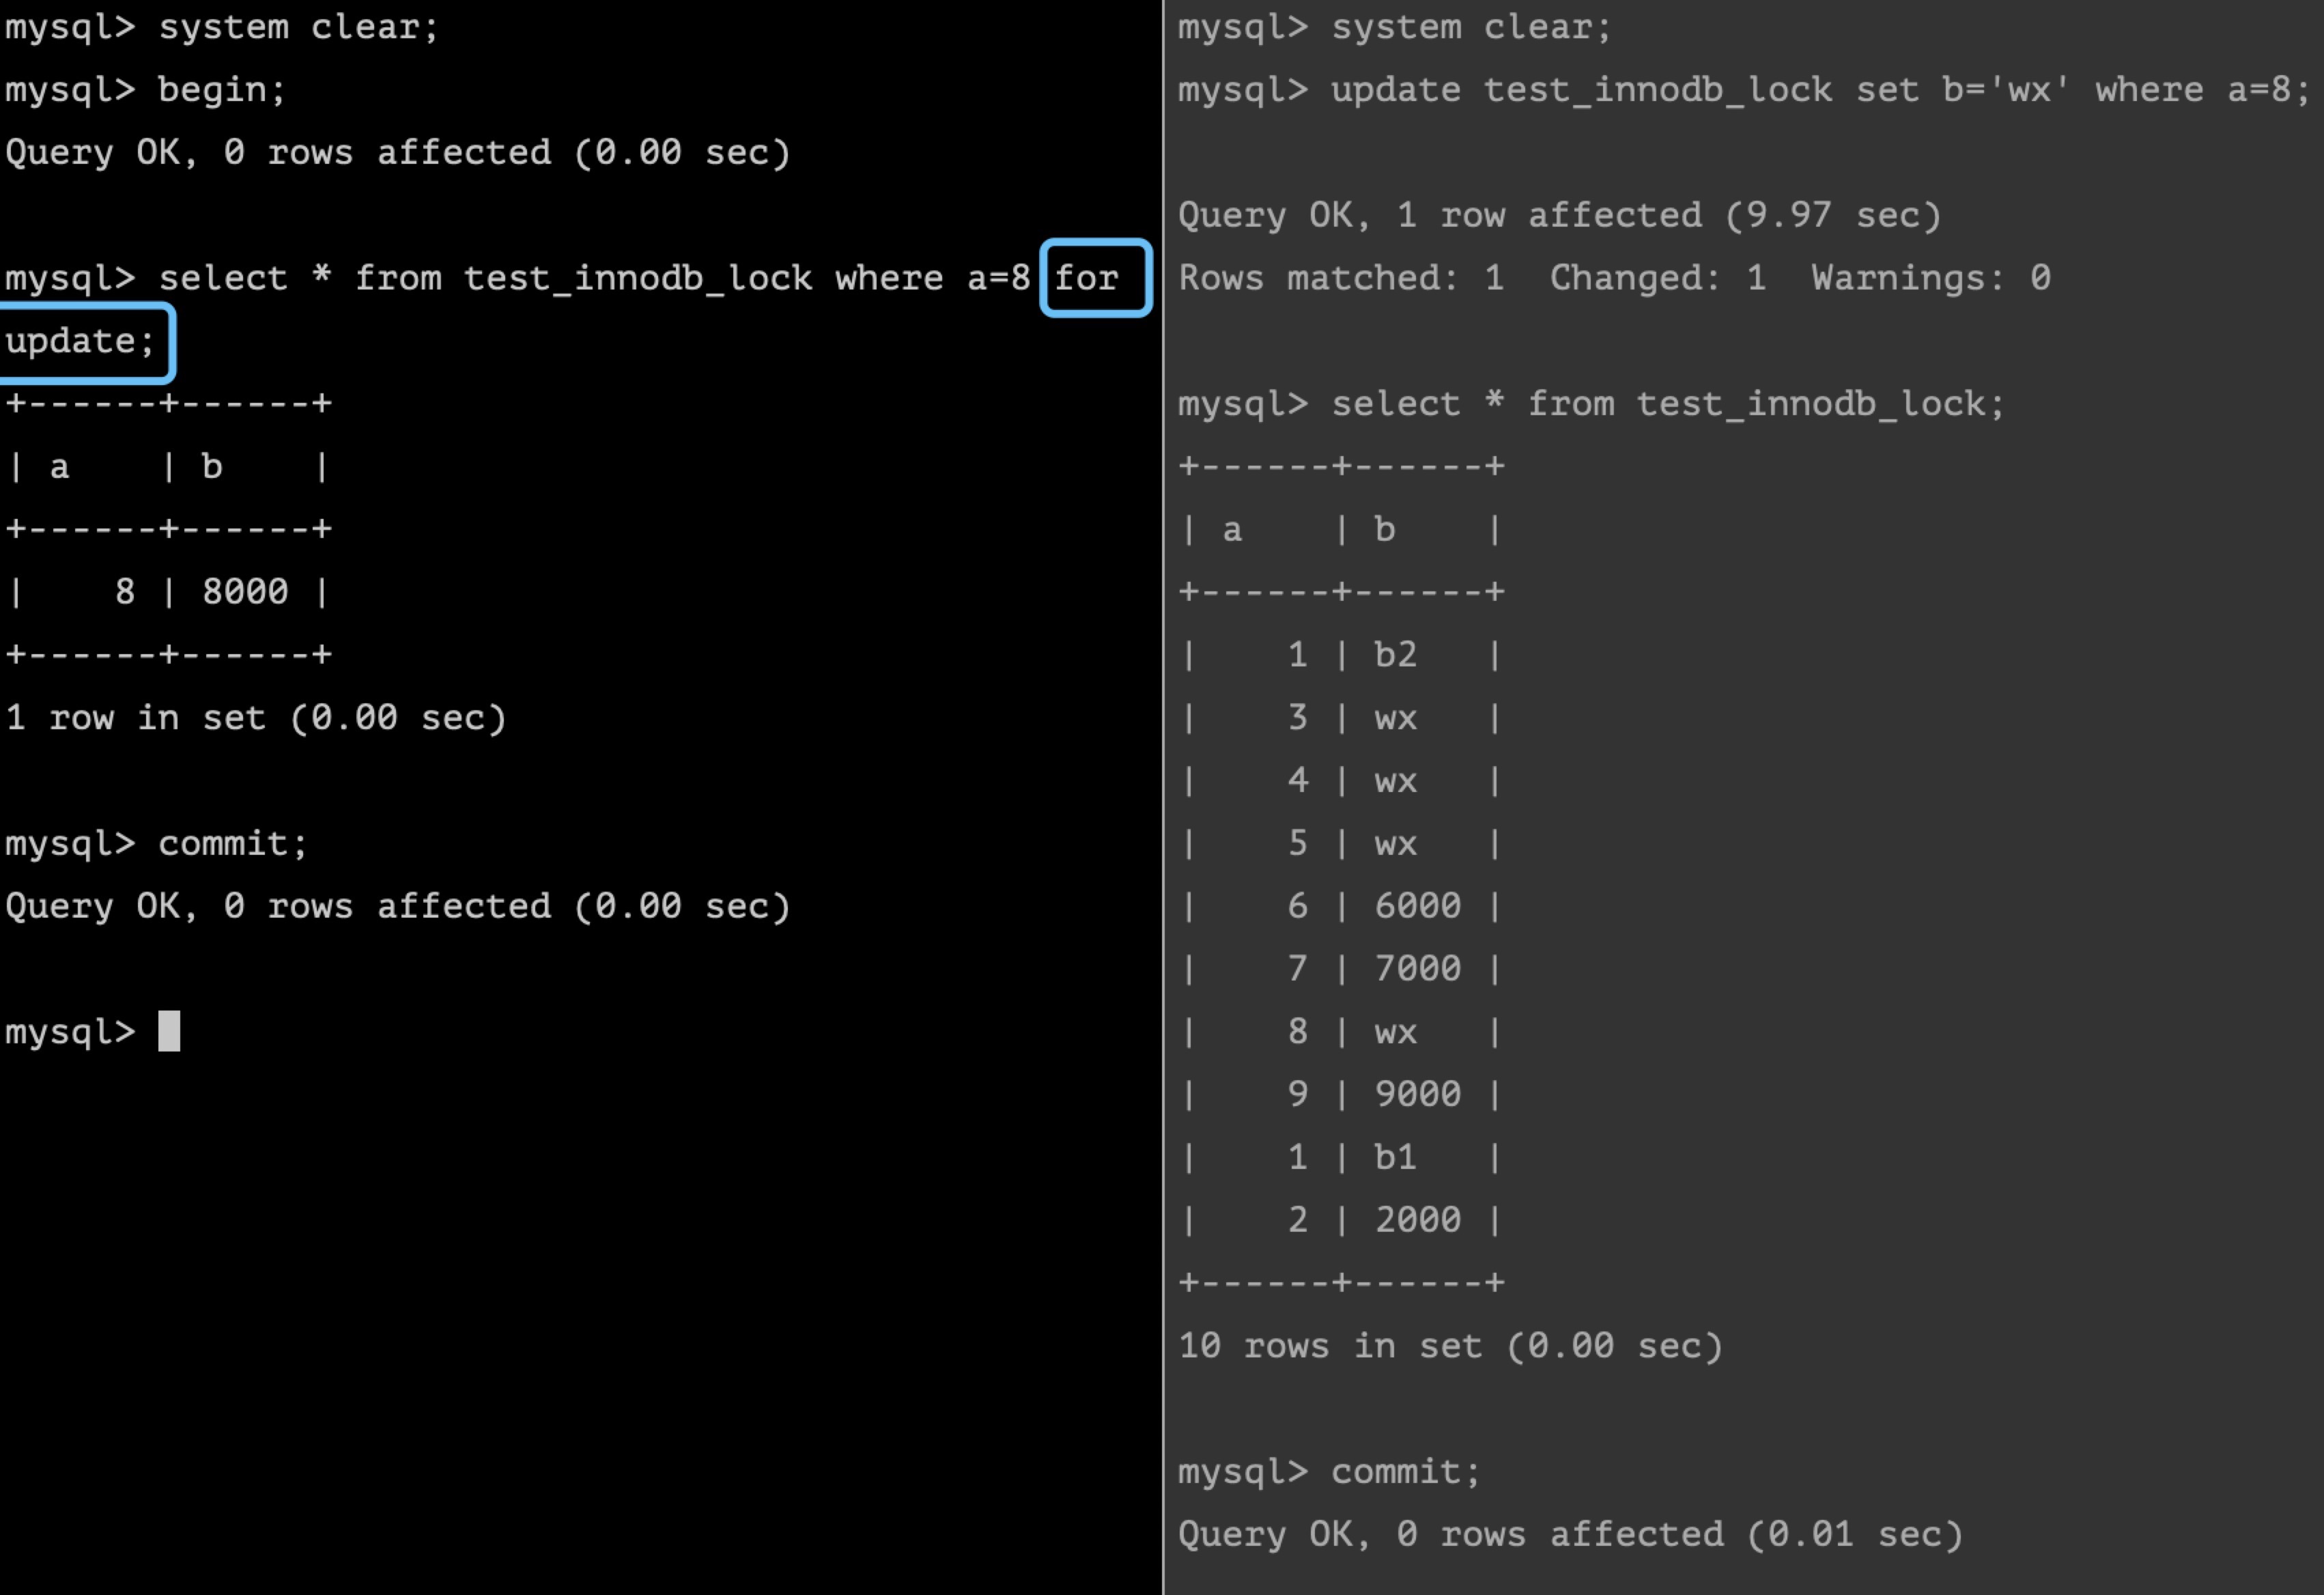 mysql> system clear;
mysql> begin;
Query OK, 0 rows affected (0.00 sec)
mysql> select * from test_innodb_lock where a=8 for
update;
+------+------+
| a    | b    |
+------+------+
|    8 | 8000 |
+------+------+
1 row in set (0.00 sec)
mysql> commit;
Query OK, 0 rows affected (0.00 sec)
mysql>
mysql> system clear;
mysql> update test_innodb_lock set b='wx' where a=8;
Query OK, 1 row affected (9.97 sec)
Rows matched: 1  Changed: 1  Warnings: 0
mysql> select * from test_innodb_lock;
+------+------+
| a    | b    |
+------+------+
|    1 | b2   |
|    3 | wx   |
|    4 | wx   |
|    5 | wx   |
|    6 | 6000 |
|    7 | 7000 |
|    8 | wx   |
|    9 | 9000 |
|    1 | b1   |
|    2 | 2000 |
+------+------+
10 rows in set (0.00 sec)
mysql> commit;
Query OK, 0 rows affected (0.01 sec)